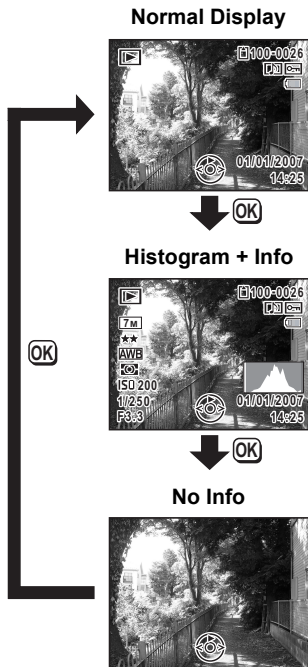 Normal Display
100-0026
01/01/2007
14:25
OK
Histogram + Info
100-0026
7M
AWB
ISO 200
1/250
F3.3
01/01/2007
14:25
OK
OK
No Info